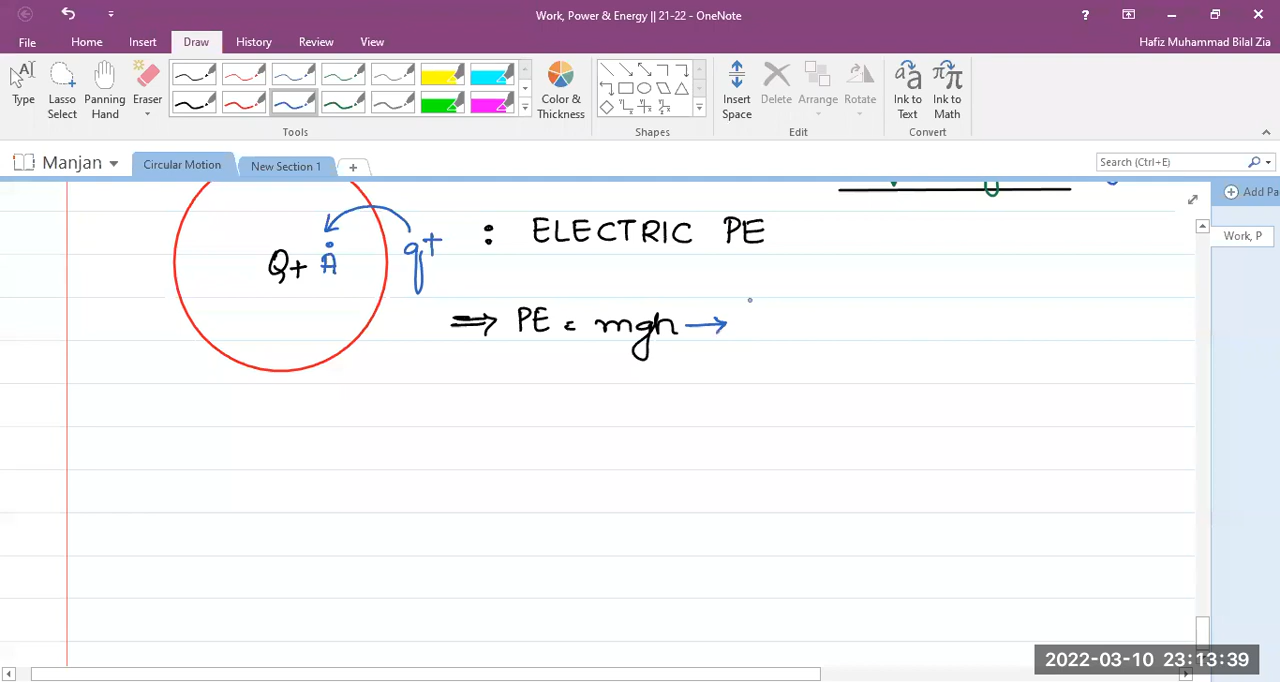 Work, Power & Energy || 21-22 - OneNote
File Home Insert Draw History Review View Hafiz Muhammad Bilal Zia
Type Lasso Select Panning Hand Eraser Color & Thickness Insert Space Delete Arrange Rotate Ink to Text Ink to Math
Tools Shapes Edit Convert
Manjan Circular Motion New Section 1 Search (Ctrl+E)
Add Pa
Work, P
: ELECTRIC PE
Q+ A q+
⇒ PE = mgh →
2022-03-10 23:13:39